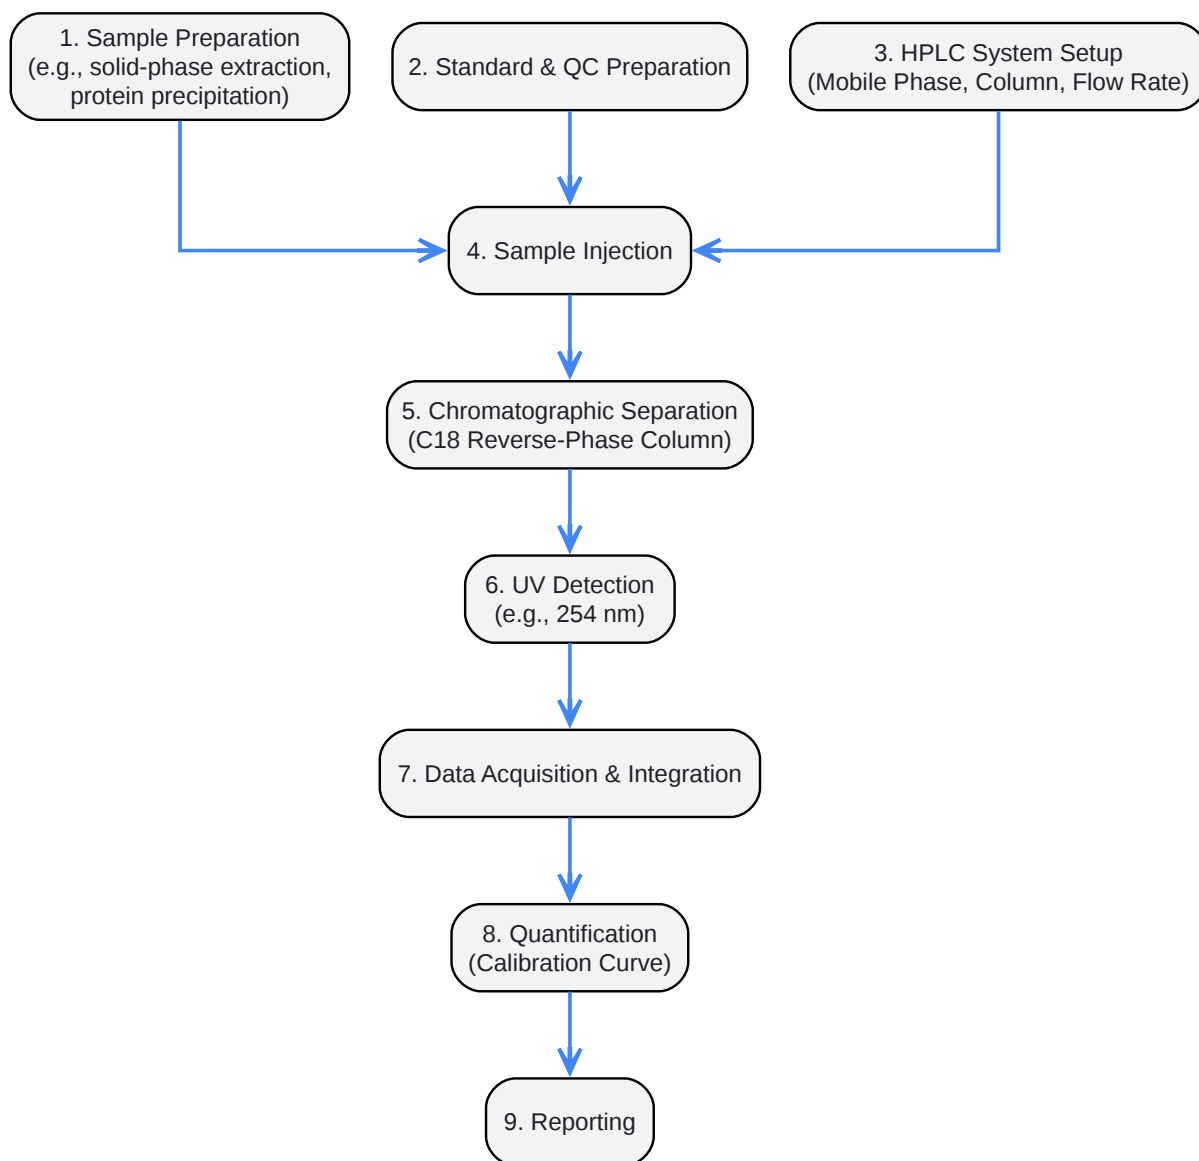 1. Sample Preparation
(e.g., solid-phase extraction,
protein precipitation)
2. Standard & QC Preparation
3. HPLC System Setup
(Mobile Phase, Column, Flow Rate)
4. Sample Injection
5. Chromatographic Separation
(C18 Reverse-Phase Column)
6. UV Detection
(e.g., 254 nm)
7. Data Acquisition & Integration
8. Quantification
(Calibration Curve)
9. Reporting